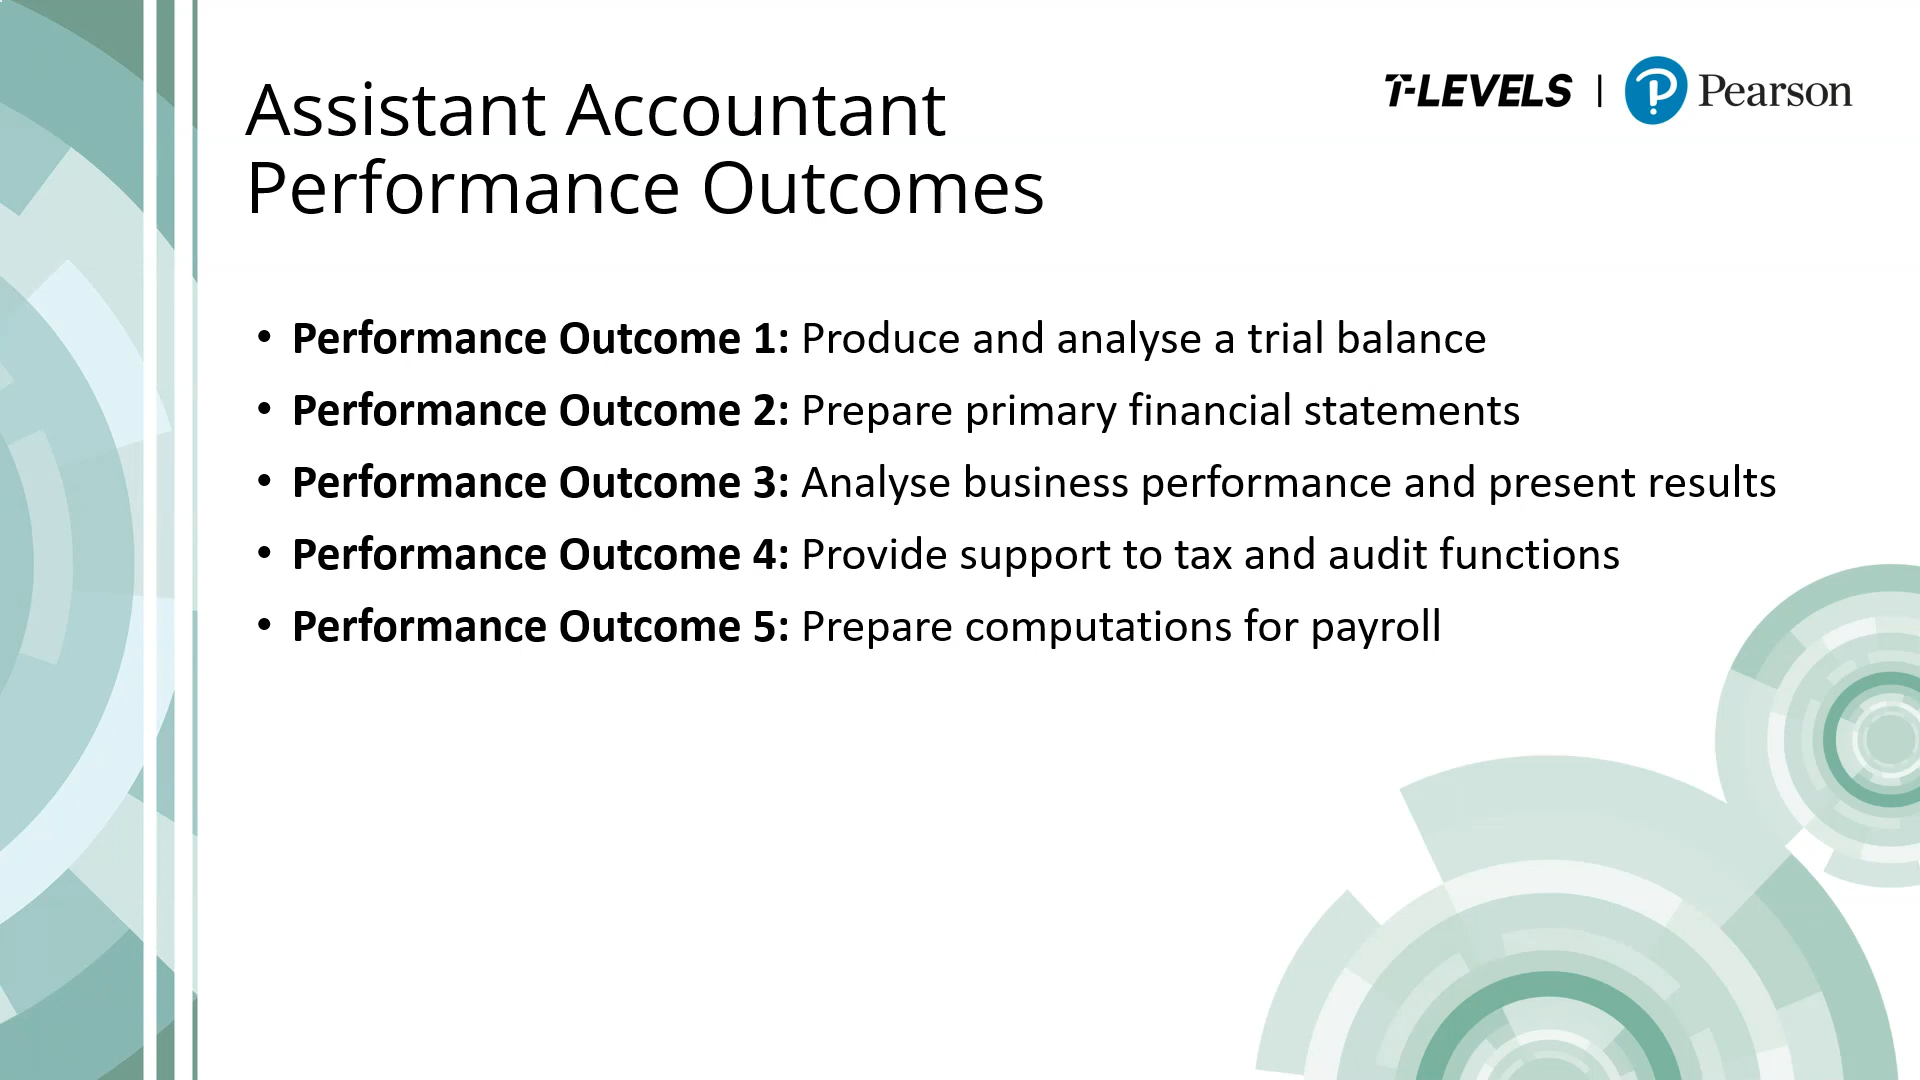 Assistant Accountant
Performance Outcomes
T-LEVELS | Pearson
• Performance Outcome 1: Produce and analyse a trial balance
• Performance Outcome 2: Prepare primary financial statements
• Performance Outcome 3: Analyse business performance and present results
• Performance Outcome 4: Provide support to tax and audit functions
• Performance Outcome 5: Prepare computations for payroll